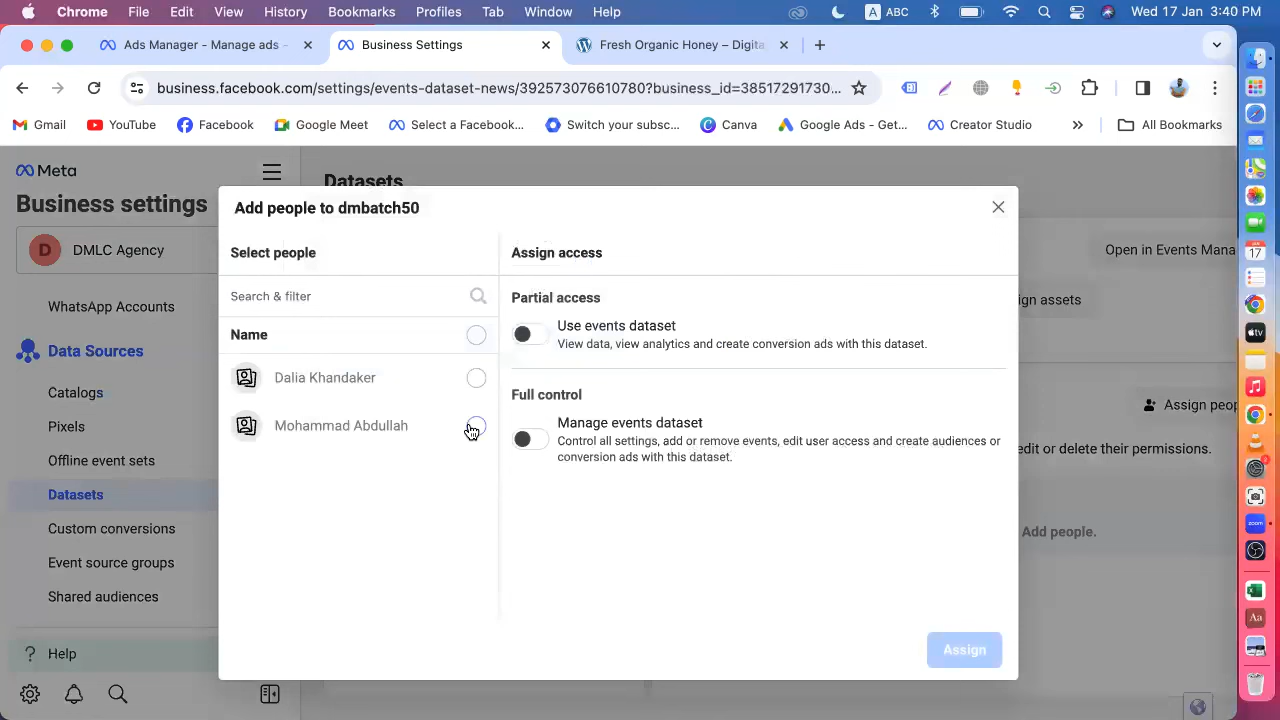 Chrome File Edit View History Bookmarks Profiles Tab Window Help A ABC Wed 17 Jan 3:40 PM
Ads Manager - Manage ads - Business Settings Fresh Organic Honey – Digita
business.facebook.com/settings/events-dataset-news/392573076610780?business_id=38517291730...
Gmail YouTube Facebook Google Meet Select a Facebook... Switch your subsc... Canva Google Ads - Get... Creator Studio » All Bookmarks
Meta
Business settings
D DMLC Agency
WhatsApp Accounts
Data Sources
Catalogs
Pixels
Offline event sets
Datasets
Custom conversions
Event source groups
Shared audiences
? Help
Datasets
Open in Events Mana
ign assets
Assign peop
edit or delete their permissions.
Add people.
Add people to dmbatch50
Select people
Search & filter
Name
Dalia Khandaker
Mohammad Abdullah
Assign access
Partial access
Use events dataset
View data, view analytics and create conversion ads with this dataset.
Full control
Manage events dataset
Control all settings, add or remove events, edit user access and create audiences or
conversion ads with this dataset.
Assign
JAN
17
tv
zoom
Aa